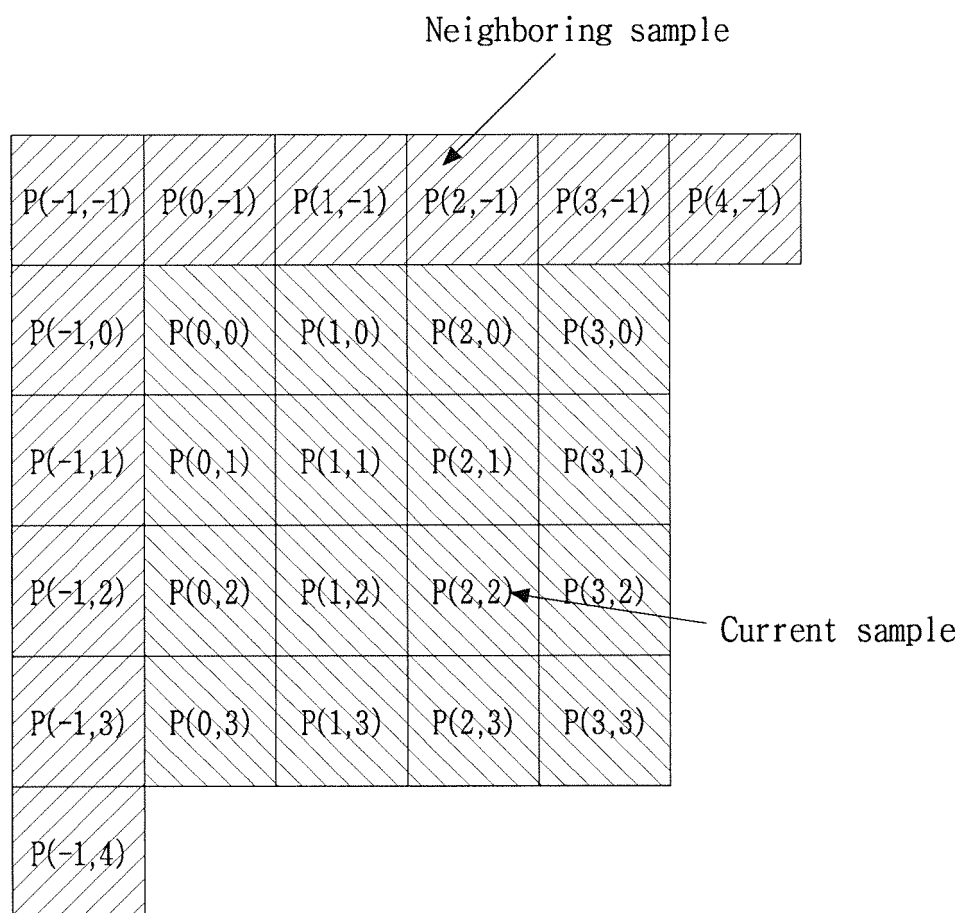 Neighboring sample
P(-1,-1) P(0,-1) P(1,-1) P(2,-1) P(3,-1) P(4,-1)
P(-1,0) P(0,0) P(1,0) P(2,0) P(3,0)
P(-1,1) P(0,1) P(1,1) P(2,1) P(3,1)
P(-1,2) P(0,2) P(1,2) P(2,2) P(3,2)
Current sample
P(-1,3) P(0,3) P(1,3) P(2,3) P(3,3)
P(-1,4)